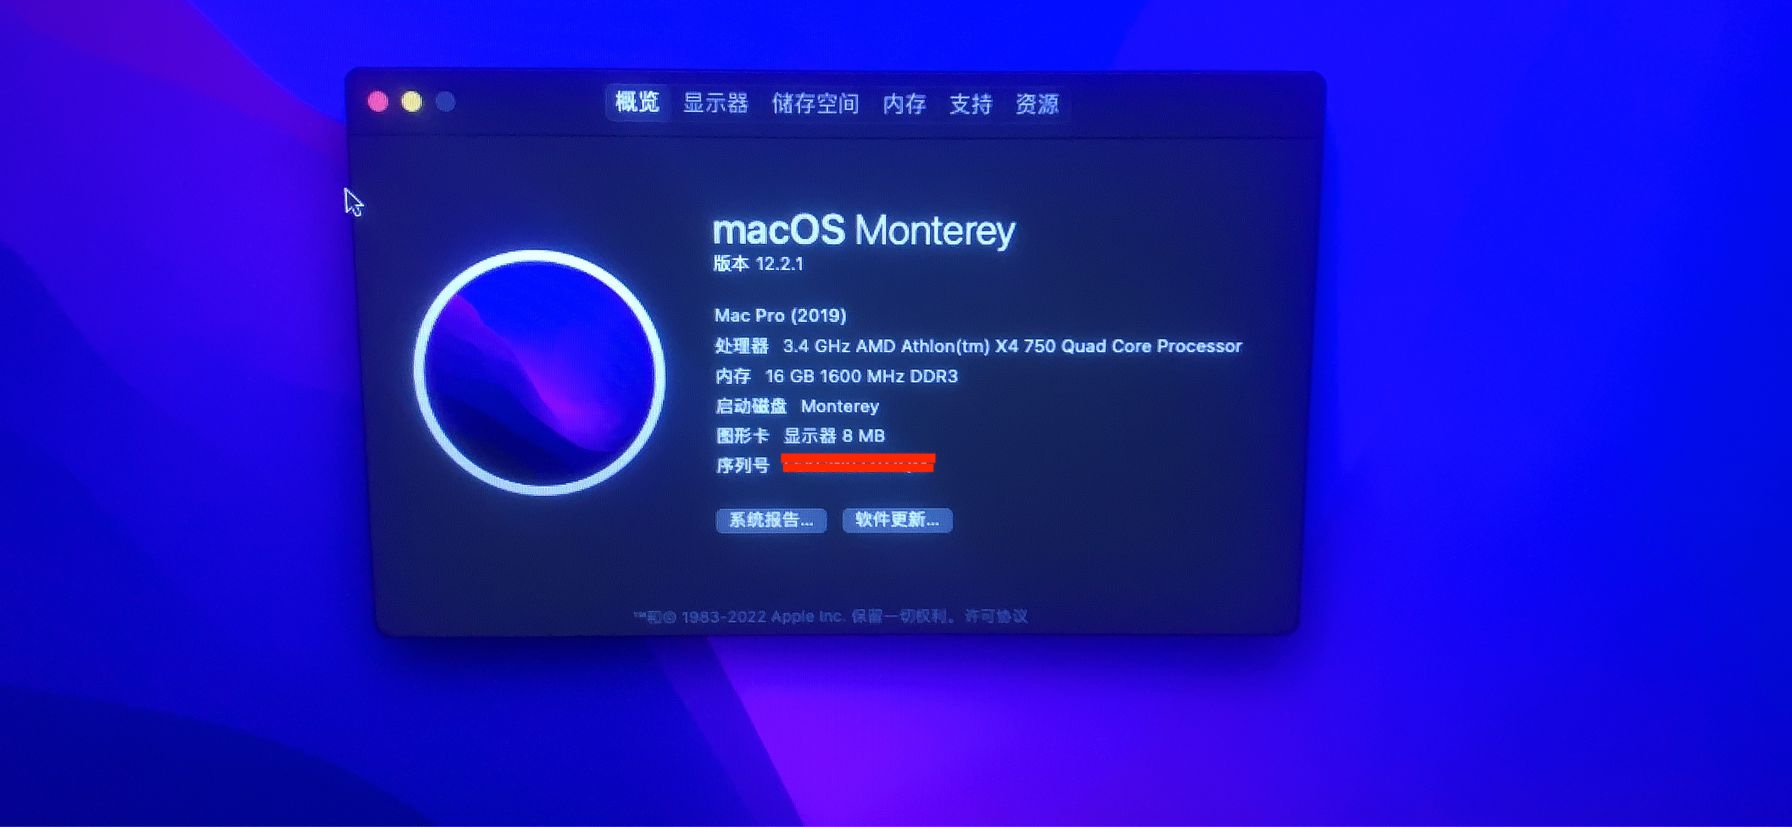 概览 显示器 储存空间 内存 支持 资源
macOS Monterey
版本 12.2.1
Mac Pro (2019)
处理器 3.4 GHz AMD Athlon(tm) X4 750 Quad Core Processor
内存 16 GB 1600 MHz DDR3
启动磁盘 Monterey
图形卡 显示器 8 MB
序列号
系统报告... 软件更新...
™和© 1983-2022 Apple Inc. 保留一切权利。许可协议